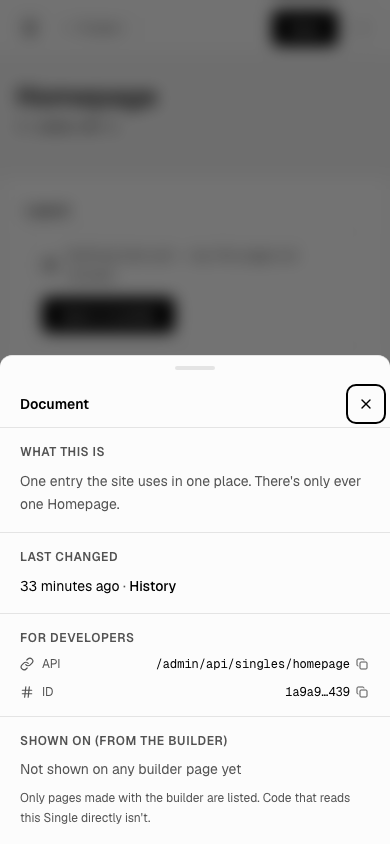 Homepage
Document
WHAT THIS IS
One entry the site uses in one place. There's only ever
one Homepage.
LAST CHANGED
33 minutes ago · History
FOR DEVELOPERS
API /admin/api/singles/homepage
ID 1a9a9…439
SHOWN ON (FROM THE BUILDER)
Not shown on any builder page yet
Only pages made with the builder are listed. Code that reads
this Single directly isn't.